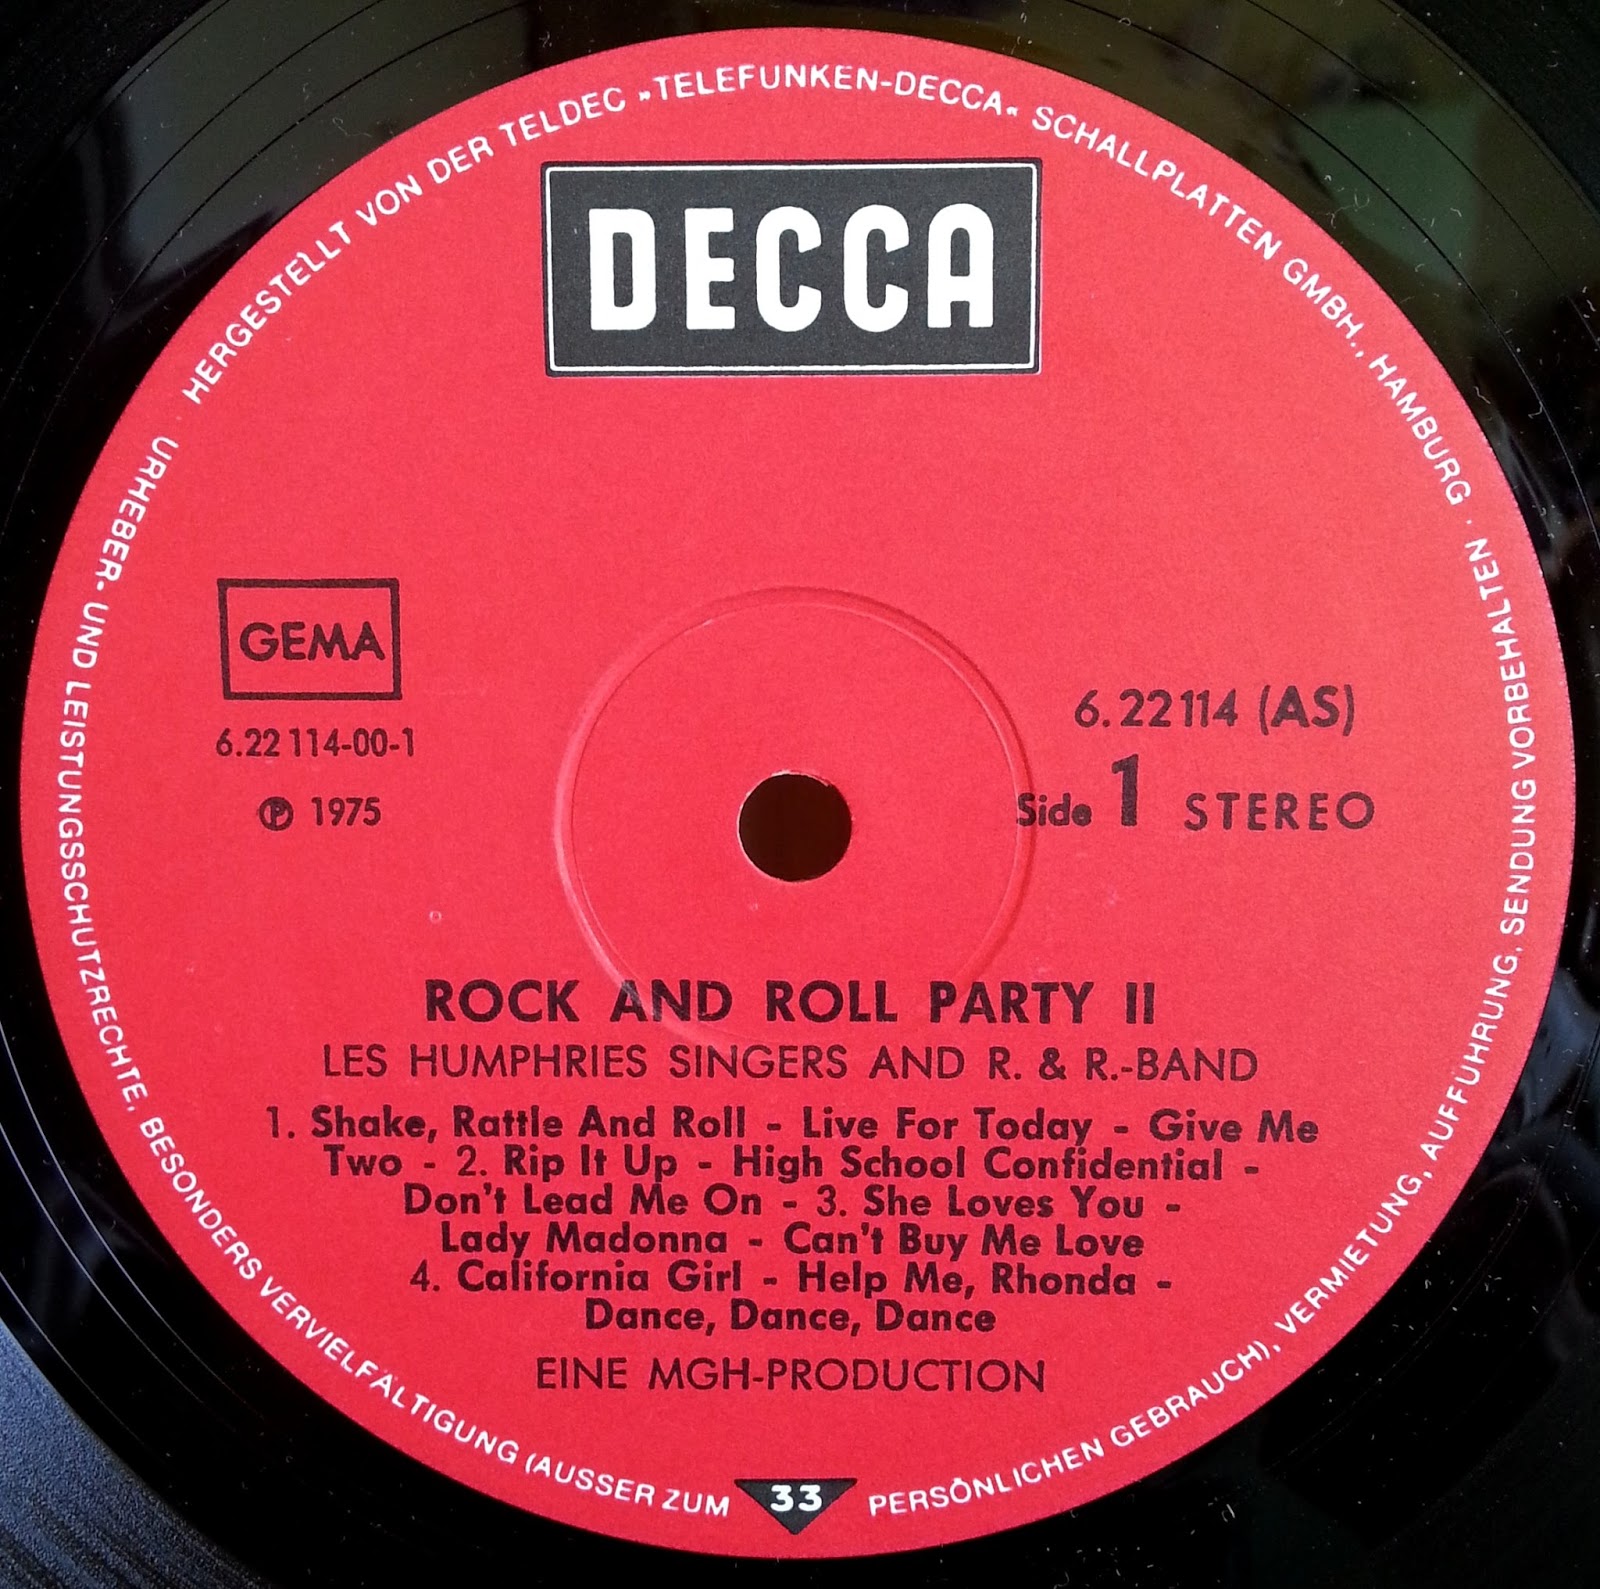 HERGESTELLT VON DER TELDEC »TELEFUNKEN-DECCA« SCHALLPLATTEN GMBH., HAMBURG · URHEBER- UND LEISTUNGSSCHUTZRECHTE, BESONDERS VERVIELFÄLTIGUNG (AUSSER ZUM PERSÖNLICHEN GEBRAUCH), VERMIETUNG, AUFFÜHRUNG, SENDUNG VORBEHALTEN ·
DECCA
GEMA
6.22 114-00-1
℗ 1975
6.22114 (AS)
Side 1 STEREO
ROCK AND ROLL PARTY II
LES HUMPHRIES SINGERS AND R. & R.-BAND
1. Shake, Rattle And Roll - Live For Today - Give Me
Two - 2. Rip It Up - High School Confidential -
Don't Lead Me On - 3. She Loves You -
Lady Madonna - Can't Buy Me Love
4. California Girl - Help Me, Rhonda -
Dance, Dance, Dance
EINE MGH-PRODUCTION
33